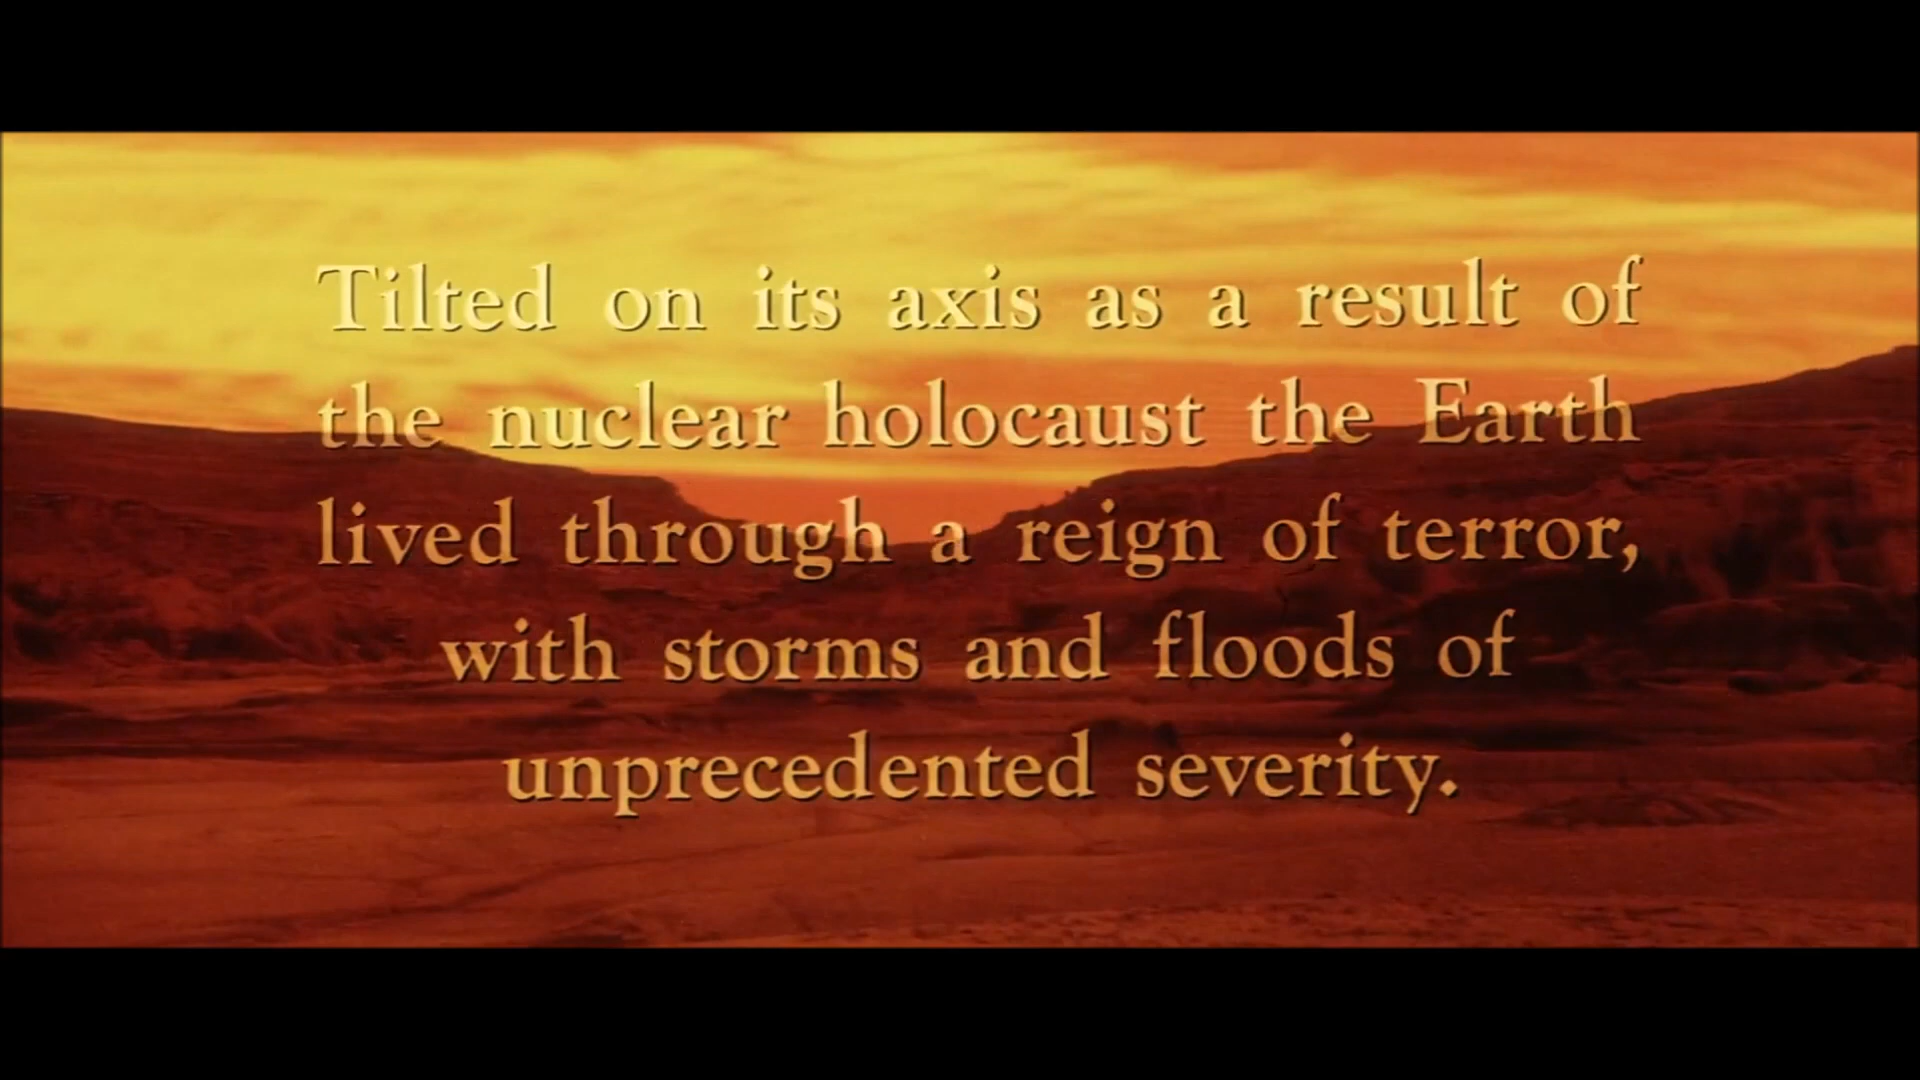 Tilted on its axis as a result of
the nuclear holocaust the Earth
lived through a reign of terror,
with storms and floods of
unprecedented severity.